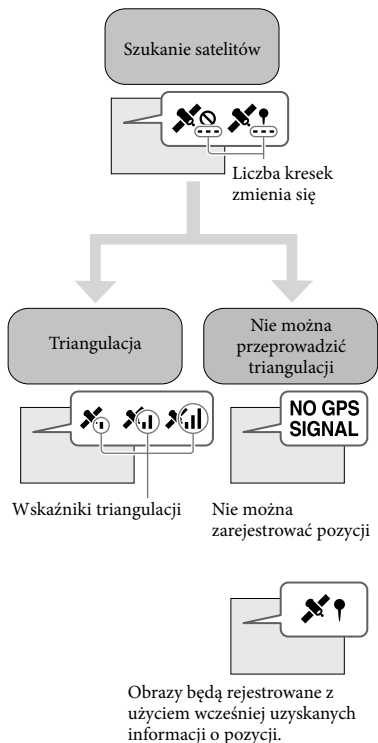 Szukanie satelitów
Liczba kresek
zmienia się
Triangulacja
Nie można
przeprowadzić
triangulacji
NO GPS
SIGNAL
Wskaźniki triangulacji
Nie można
zarejestrować pozycji
Obrazy będą rejestrowane z
użyciem wcześniej uzyskanych
informacji o pozycji.